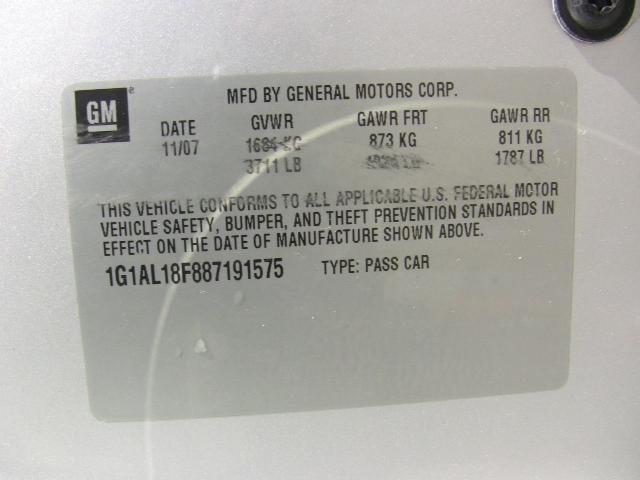 GM
MFD BY GENERAL MOTORS CORP.
DATE GVWR GAWR FRT GAWR RR
11/07 1684 KG 873 KG 811 KG
3711 LB 1787 LB
THIS VEHICLE CONFORMS TO ALL APPLICABLE U.S. FEDERAL MOTOR
VEHICLE SAFETY, BUMPER, AND THEFT PREVENTION STANDARDS IN
EFFECT ON THE DATE OF MANUFACTURE SHOWN ABOVE.
1G1AL18F887191575 TYPE: PASS CAR